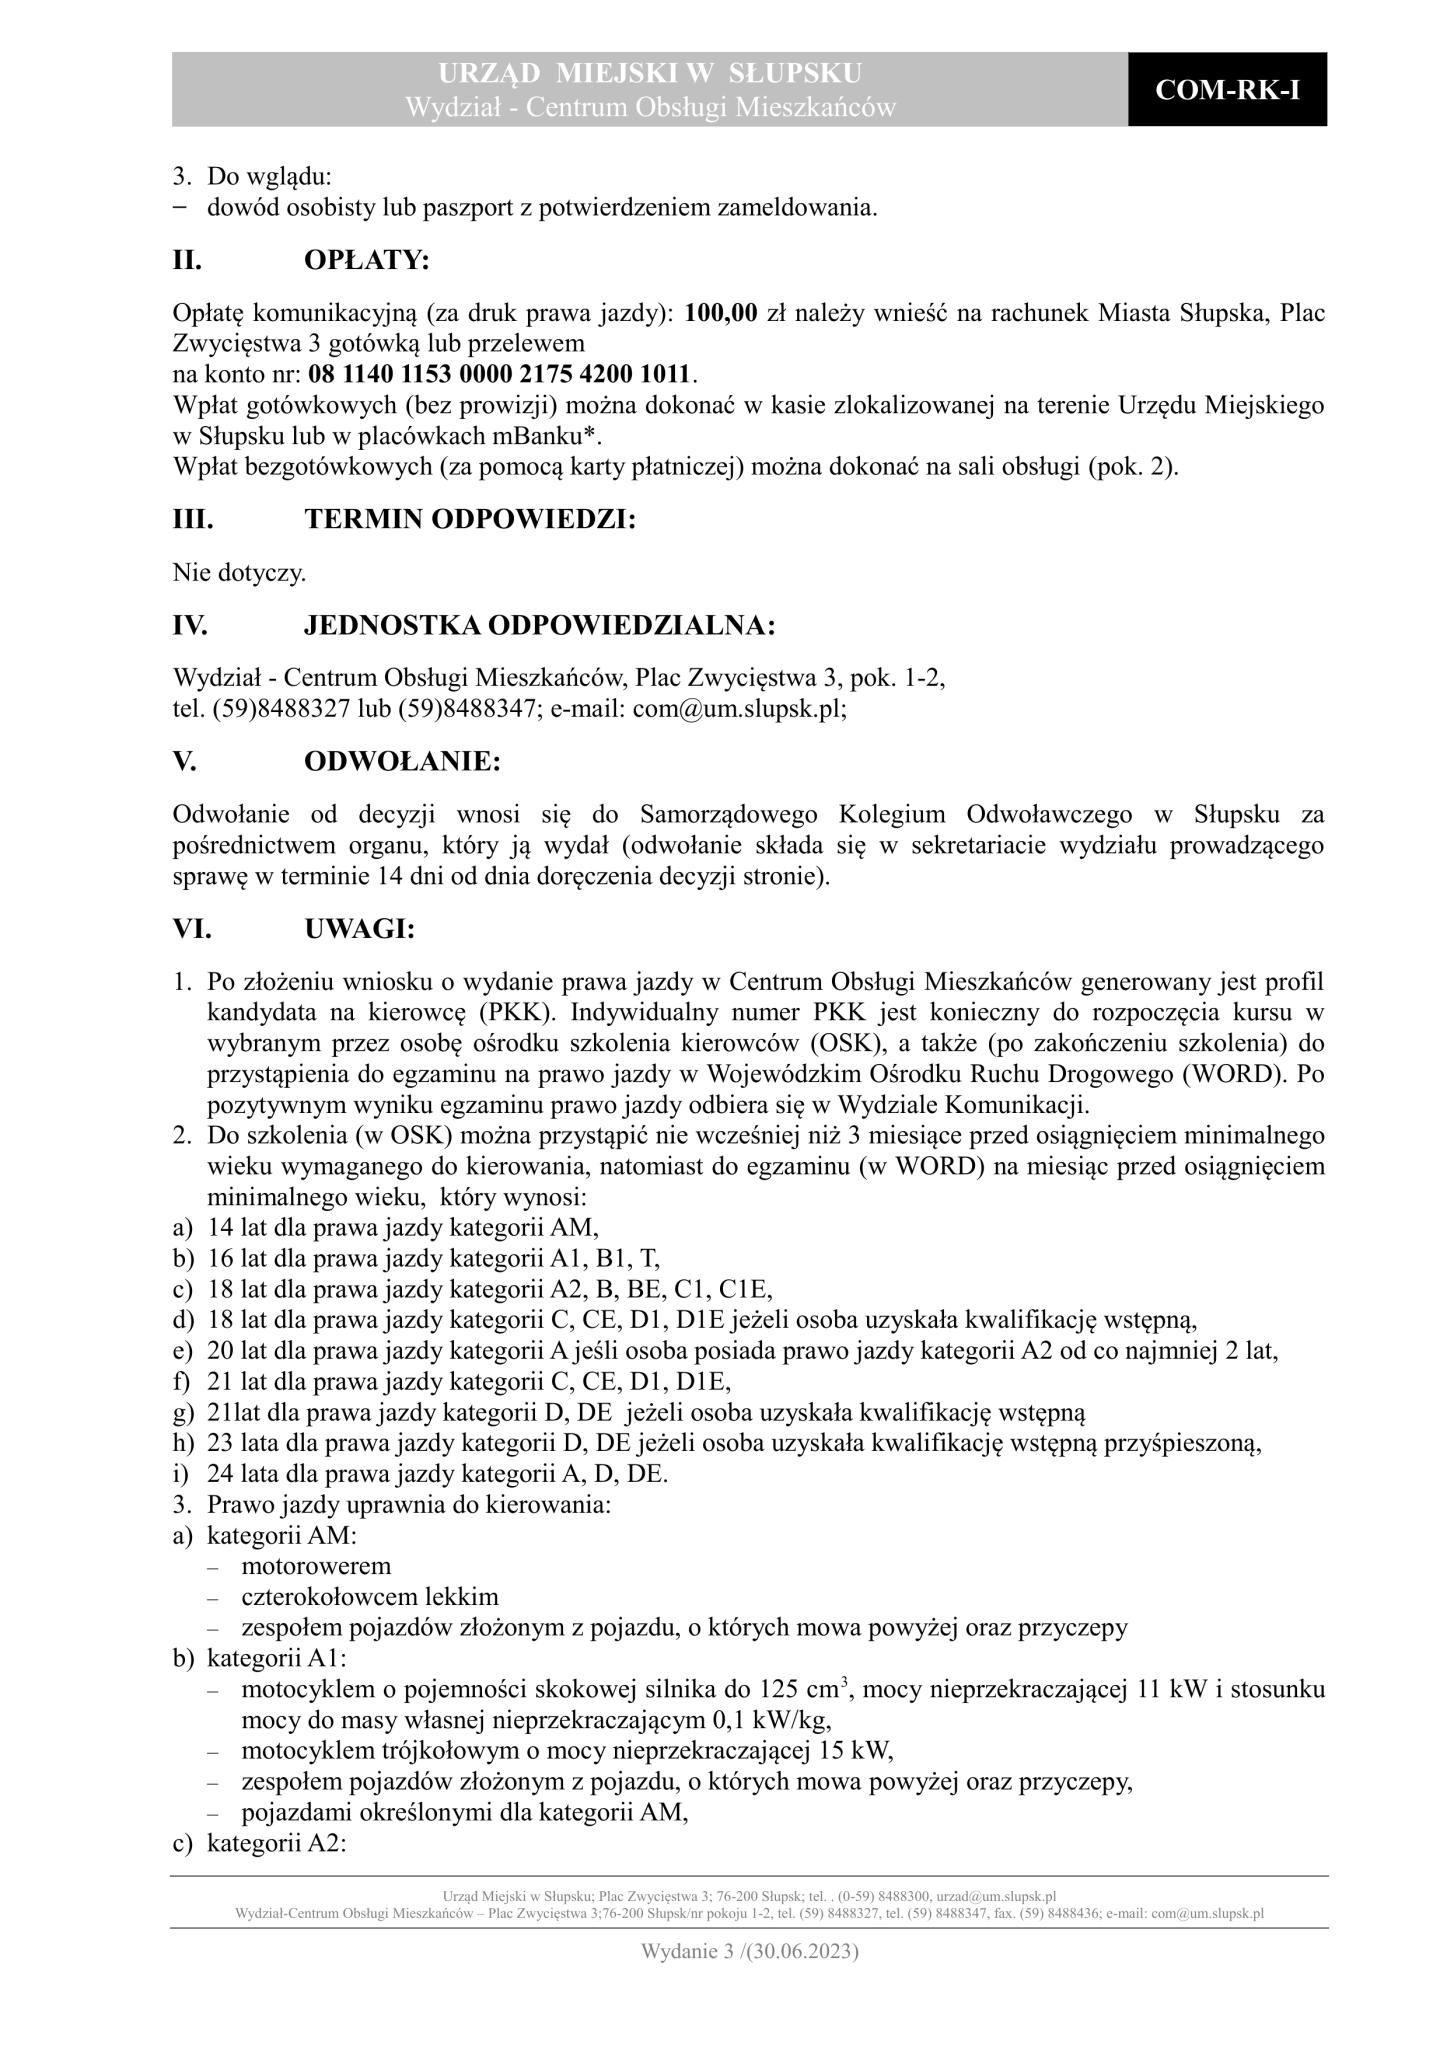 URZĄD MIEJSKI W SŁUPSKU
Wydział - Centrum Obsługi Mieszkańców
COM-RK-I
3. Do wglądu:
– dowód osobisty lub paszport z potwierdzeniem zameldowania.
II. OPŁATY:
Opłatę komunikacyjną (za druk prawa jazdy): 100,00 zł należy wnieść na rachunek Miasta Słupska, Plac
Zwycięstwa 3 gotówką lub przelewem
na konto nr: 08 1140 1153 0000 2175 4200 1011.
Wpłat gotówkowych (bez prowizji) można dokonać w kasie zlokalizowanej na terenie Urzędu Miejskiego
w Słupsku lub w placówkach mBanku*.
Wpłat bezgotówkowych (za pomocą karty płatniczej) można dokonać na sali obsługi (pok. 2).
III. TERMIN ODPOWIEDZI:
Nie dotyczy.
IV. JEDNOSTKA ODPOWIEDZIALNA:
Wydział - Centrum Obsługi Mieszkańców, Plac Zwycięstwa 3, pok. 1-2,
tel. (59)8488327 lub (59)8488347; e-mail: com@um.slupsk.pl;
V. ODWOŁANIE:
Odwołanie od decyzji wnosi się do Samorządowego Kolegium Odwoławczego w Słupsku za
pośrednictwem organu, który ją wydał (odwołanie składa się w sekretariacie wydziału prowadzącego
sprawę w terminie 14 dni od dnia doręczenia decyzji stronie).
VI. UWAGI:
1. Po złożeniu wniosku o wydanie prawa jazdy w Centrum Obsługi Mieszkańców generowany jest profil
kandydata na kierowcę (PKK). Indywidualny numer PKK jest konieczny do rozpoczęcia kursu w
wybranym przez osobę ośrodku szkolenia kierowców (OSK), a także (po zakończeniu szkolenia) do
przystąpienia do egzaminu na prawo jazdy w Wojewódzkim Ośrodku Ruchu Drogowego (WORD). Po
pozytywnym wyniku egzaminu prawo jazdy odbiera się w Wydziale Komunikacji.
2. Do szkolenia (w OSK) można przystąpić nie wcześniej niż 3 miesiące przed osiągnięciem minimalnego
wieku wymaganego do kierowania, natomiast do egzaminu (w WORD) na miesiąc przed osiągnięciem
minimalnego wieku, który wynosi:
a) 14 lat dla prawa jazdy kategorii AM,
b) 16 lat dla prawa jazdy kategorii A1, B1, T,
c) 18 lat dla prawa jazdy kategorii A2, B, BE, C1, C1E,
d) 18 lat dla prawa jazdy kategorii C, CE, D1, D1E jeżeli osoba uzyskała kwalifikację wstępną,
e) 20 lat dla prawa jazdy kategorii A jeśli osoba posiada prawo jazdy kategorii A2 od co najmniej 2 lat,
f) 21 lat dla prawa jazdy kategorii C, CE, D1, D1E,
g) 21lat dla prawa jazdy kategorii D, DE jeżeli osoba uzyskała kwalifikację wstępną
h) 23 lata dla prawa jazdy kategorii D, DE jeżeli osoba uzyskała kwalifikację wstępną przyśpieszoną,
i) 24 lata dla prawa jazdy kategorii A, D, DE.
3. Prawo jazdy uprawnia do kierowania:
a) kategorii AM:
– motorowerem
– czterokołowcem lekkim
– zespołem pojazdów złożonym z pojazdu, o których mowa powyżej oraz przyczepy
b) kategorii A1:
– motocyklem o pojemności skokowej silnika do 125 cm³, mocy nieprzekraczającej 11 kW i stosunku
mocy do masy własnej nieprzekraczającym 0,1 kW/kg,
– motocyklem trójkołowym o mocy nieprzekraczającej 15 kW,
– zespołem pojazdów złożonym z pojazdu, o których mowa powyżej oraz przyczepy,
– pojazdami określonymi dla kategorii AM,
c) kategorii A2:
Urząd Miejski w Słupsku; Plac Zwycięstwa 3; 76-200 Słupsk; tel. . (0-59) 8488300, urzad@um.slupsk.pl
Wydział-Centrum Obsługi Mieszkańców – Plac Zwycięstwa 3;76-200 Słupsk/nr pokoju 1-2, tel. (59) 8488327, tel. (59) 8488347, fax. (59) 8488436; e-mail: com@um.slupsk.pl
Wydanie 3 /(30.06.2023)